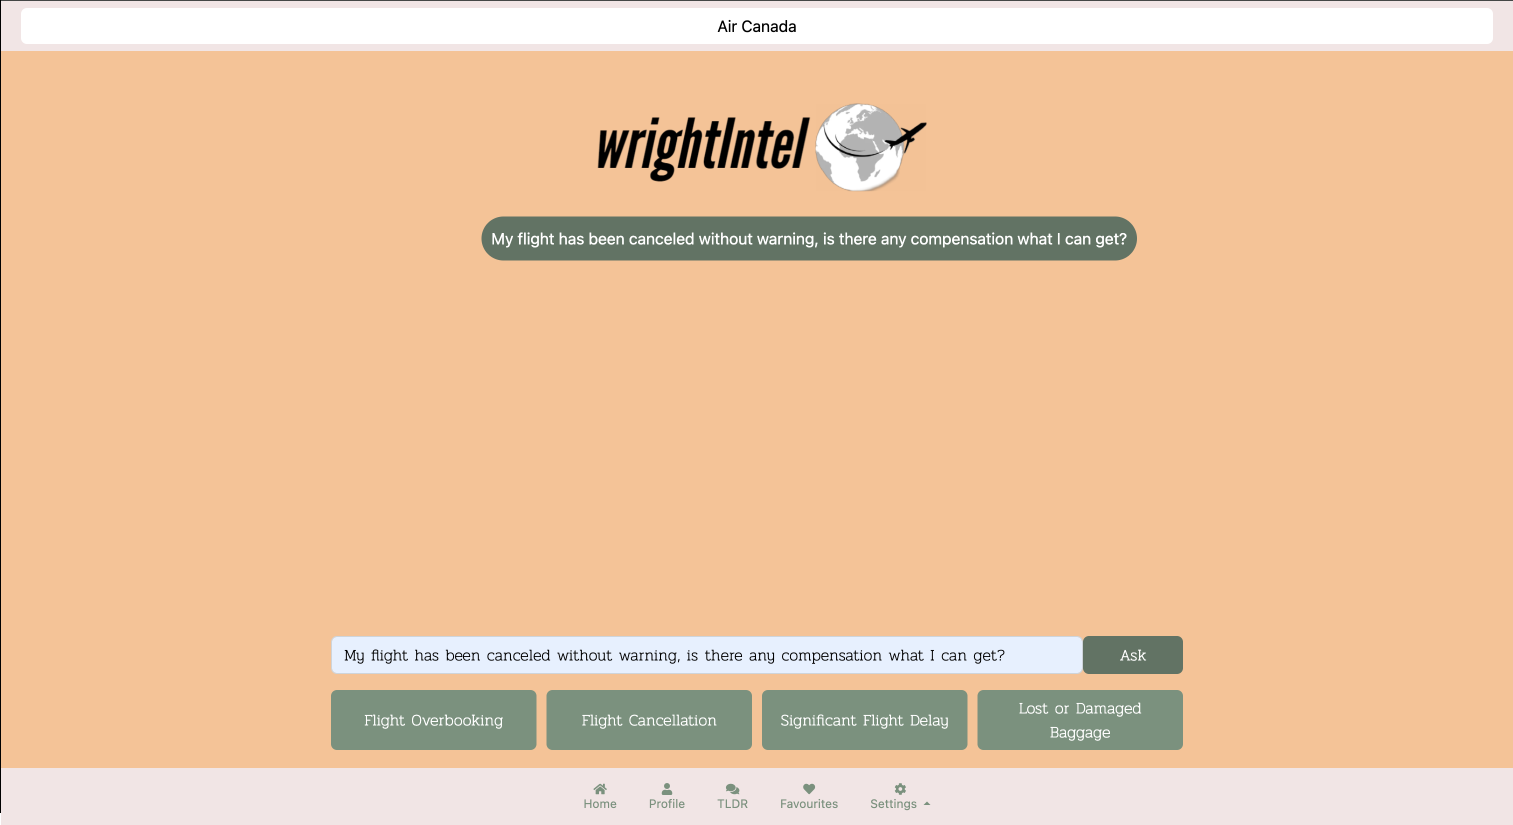 Air Canada
wrightIntel
My flight has been canceled without warning, is there any compensation what I can get?
My flight has been canceled without warning, is there any compensation what I can get?
Ask
Flight Overbooking
Flight Cancellation
Significant Flight Delay
Lost or Damaged
Baggage
Home
Profile
TLDR
Favourites
Settings